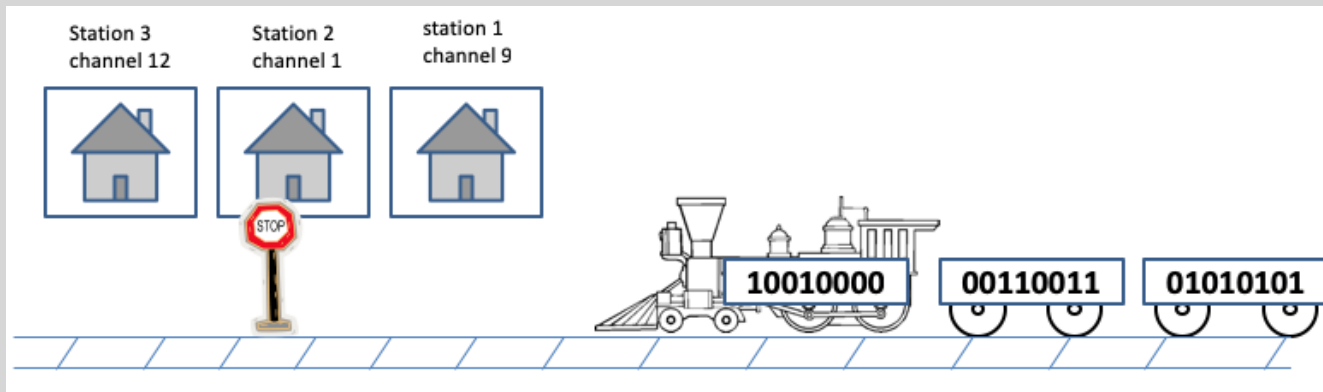 Station 3
channel 12
Station 2
channel 1
station 1
channel 9
STOP
10010000
00110011
01010101